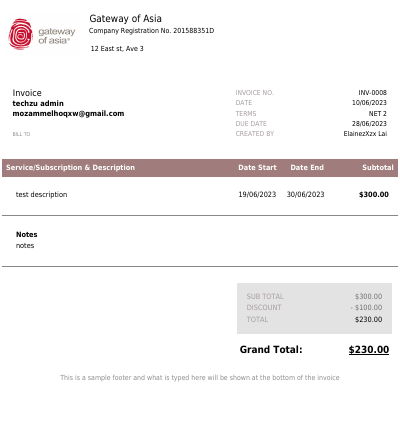 gateway
of asia
Gateway of Asia
Company Registration No. 201588351D
12 East st, Ave 3
Invoice
techzu admin
mozammelhoqxw@gmail.com
BILL TO
INVOICE NO. INV-0008
DATE 10/06/2023
TERMS NET 2
DUE DATE 28/06/2023
CREATED BY ElainezXzx Lai
Service/Subscription & Description Date Start Date End Subtotal
test description 19/06/2023 30/06/2023 $300.00
Notes
notes
SUB TOTAL $300.00
DISCOUNT - $100.00
TOTAL $230.00
Grand Total: $230.00
This is a sample footer and what is typed here will be shown at the bottom of the invoice